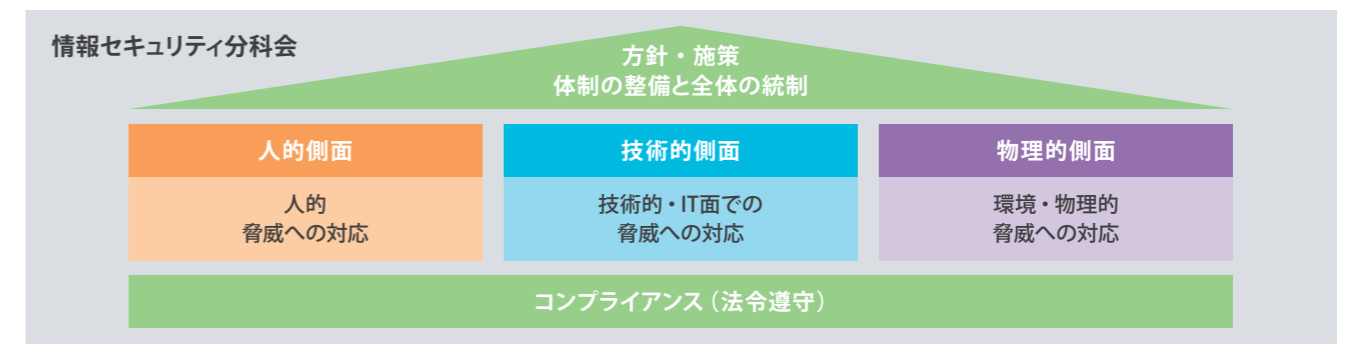 情報セキュリティ分科会
方針・施策
体制の整備と全体の統制
人的側面
人的
脅威への対応
技術的側面
技術的・IT面での
脅威への対応
物理的側面
環境・物理的
脅威への対応
コンプライアンス（法令遵守）